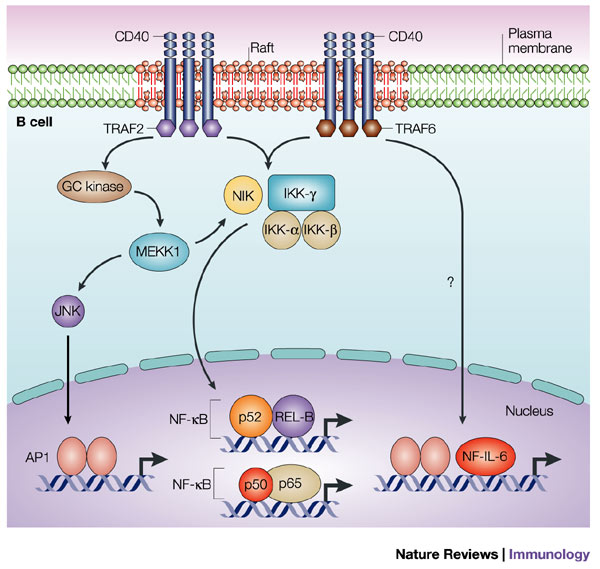 CD40
CD40
Raft
Plasma
membrane
B cell
TRAF2
TRAF6
GC kinase
NIK
IKK-γ
IKK-α
IKK-β
MEKK1
?
JNK
Nucleus
NF-κB
p52
REL-B
AP1
NF-IL-6
NF-κB
p50
p65
Nature Reviews | Immunology